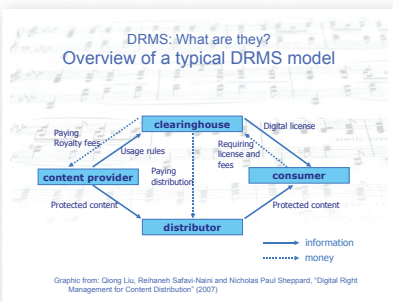 DRMS: What are they?
Overview of a typical DRMS model
clearinghouse
Paying
Royalty fees
Digital license
Usage rules
Requiring
license and
fees
Paying
distribution
content provider
consumer
Protected content
Protected content
distributor
information
money
Graphic from: Qiong Liu, Reihaneh Safavi-Naini and Nicholas Paul Sheppard, "Digital Right
Management for Content Distribution" (2007)